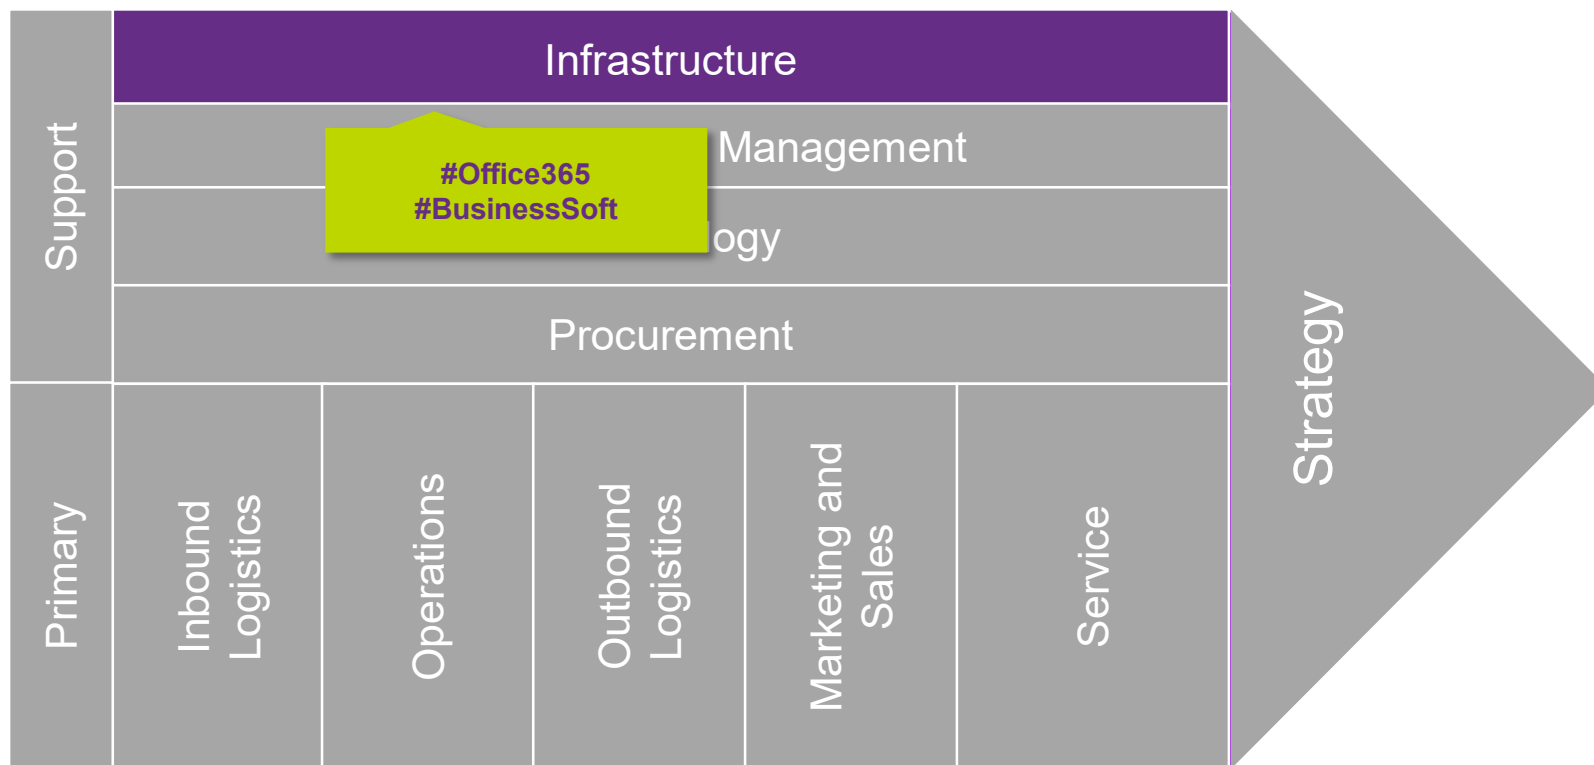 Support
Infrastructure
Management
#Office365
#BusinessSoft
ogy
Procurement
Primary
Inbound
Logistics
Operations
Outbound
Logistics
Marketing and
Sales
Service
Strategy